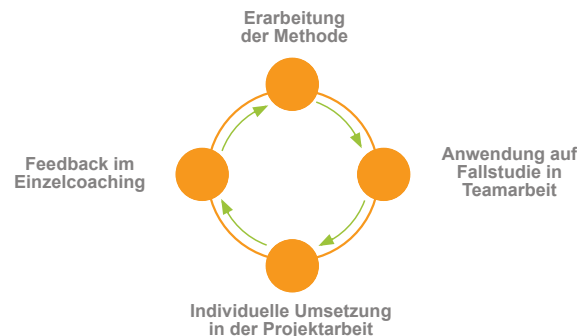 Erarbeitung
der Methode
Anwendung auf
Fallstudie in
Teamarbeit
Individuelle Umsetzung
in der Projektarbeit
Feedback im
Einzelcoaching